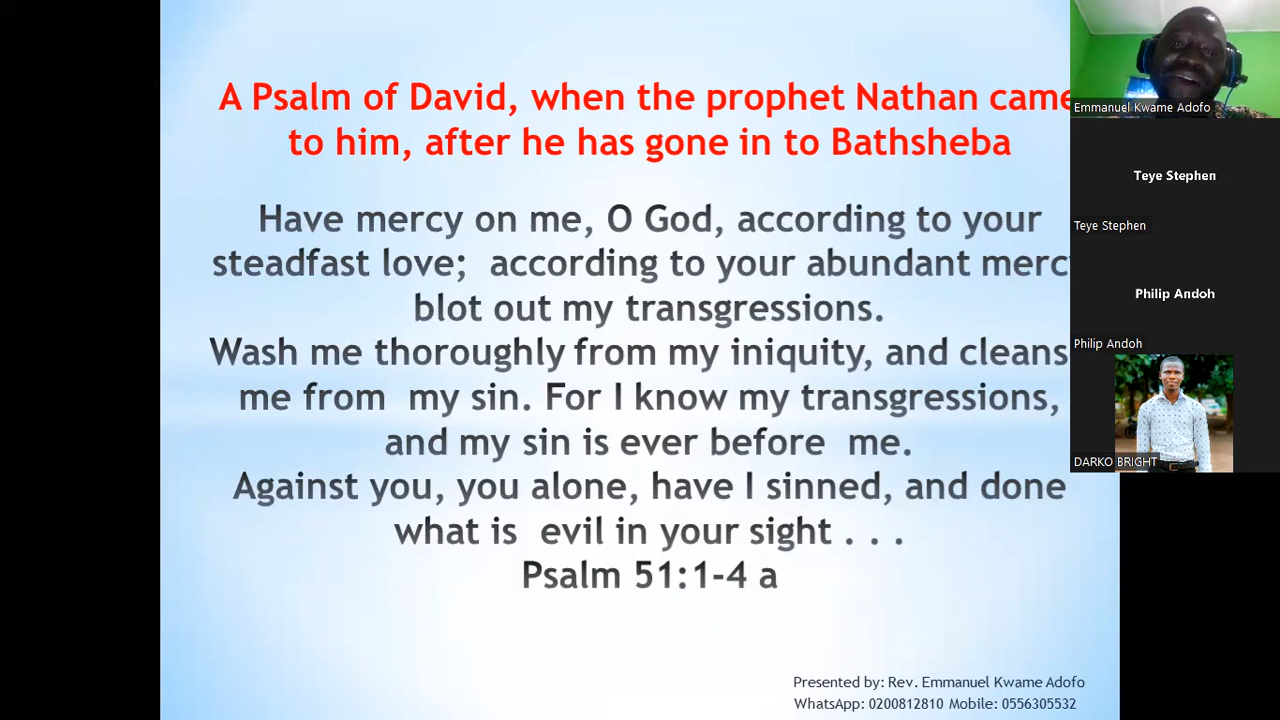 A Psalm of David, when the prophet Nathan came
to him, after he has gone in to Bathsheba
Have mercy on me, O God, according to your
steadfast love; according to your abundant mercy
blot out my transgressions.
Wash me thoroughly from my iniquity, and cleans
me from my sin. For I know my transgressions,
and my sin is ever before me.
Against you, you alone, have I sinned, and done
what is evil in your sight . . .
Psalm 51:1-4 a
Presented by: Rev. Emmanuel Kwame Adofo
WhatsApp: 0200812810 Mobile: 0556305532
Emmanuel Kwame Adofo
Teye Stephen
Teye Stephen
Philip Andoh
Philip Andoh
DARKO BRIGHT